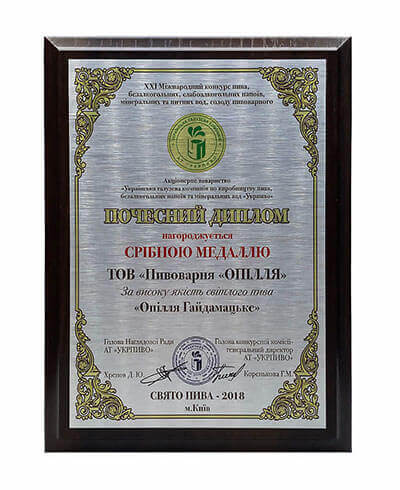 XXI Міжнародний конкурс пива,
безалкогольних, слабоалкогольних напоїв,
мінеральних та питних вод, солоду пивоварного
Акціонерне товариство
«Українська галузева компанія по виробництву пива,
безалкогольних напоїв та мінеральних вод «Укрпиво»
ПОЧЕСНИЙ ДИПЛОМ
нагороджується
СРІБНОЮ МЕДАЛЛЮ
ТОВ «Пивоварня «ОПІЛЛЯ»
За високу якість світлого пива
«Опілля Гайдамацьке»
Голова Наглядової Ради
АТ «УКРПИВО»
Хренов Д. Ю.
Голова конкурсної комісії-
генеральний директор
АТ «УКРПИВО»
Коренькова Г.М.
СВЯТО ПИВА - 2018
м.Київ